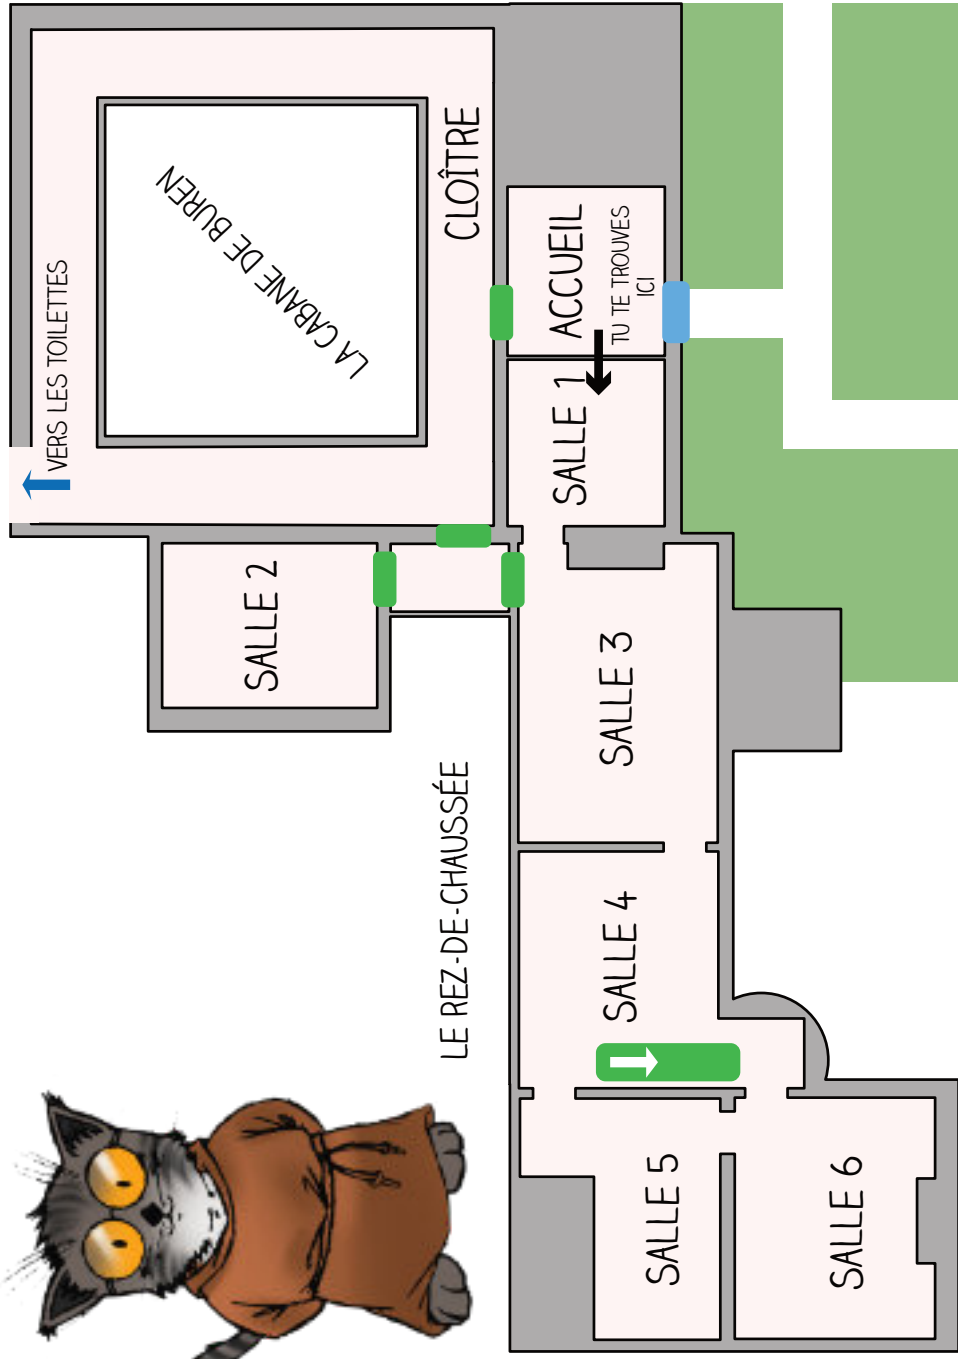 VERS LES TOILETTES
LA CABANE DE BUREN
CLOÎTRE
ACCUEIL
TU TE TROUVES
ICI
SALLE 1
SALLE 2
SALLE 3
LE REZ-DE-CHAUSSÉE
SALLE 4
SALLE 5
SALLE 6